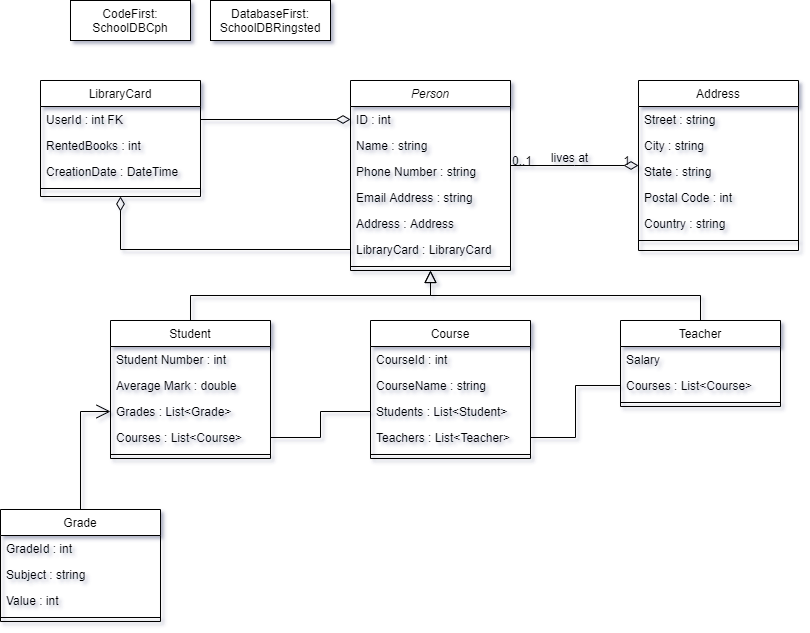 CodeFirst:
SchoolDBCph
DatabaseFirst:
SchoolDBRingsted
LibraryCard
UserId : int FK
RentedBooks : int
CreationDate : DateTime
Person
ID : int
Name : string
Phone Number : string
Email Address : string
Address : Address
LibraryCard : LibraryCard
0..1
lives at
1
Address
Street : string
City : string
State : string
Postal Code : int
Country : string
Student
Student Number : int
Average Mark : double
Grades : List<Grade>
Courses : List<Course>
Course
CourseId : int
CourseName : string
Students : List<Student>
Teachers : List<Teacher>
Teacher
Salary
Courses : List<Course>
Grade
GradeId : int
Subject : string
Value : int